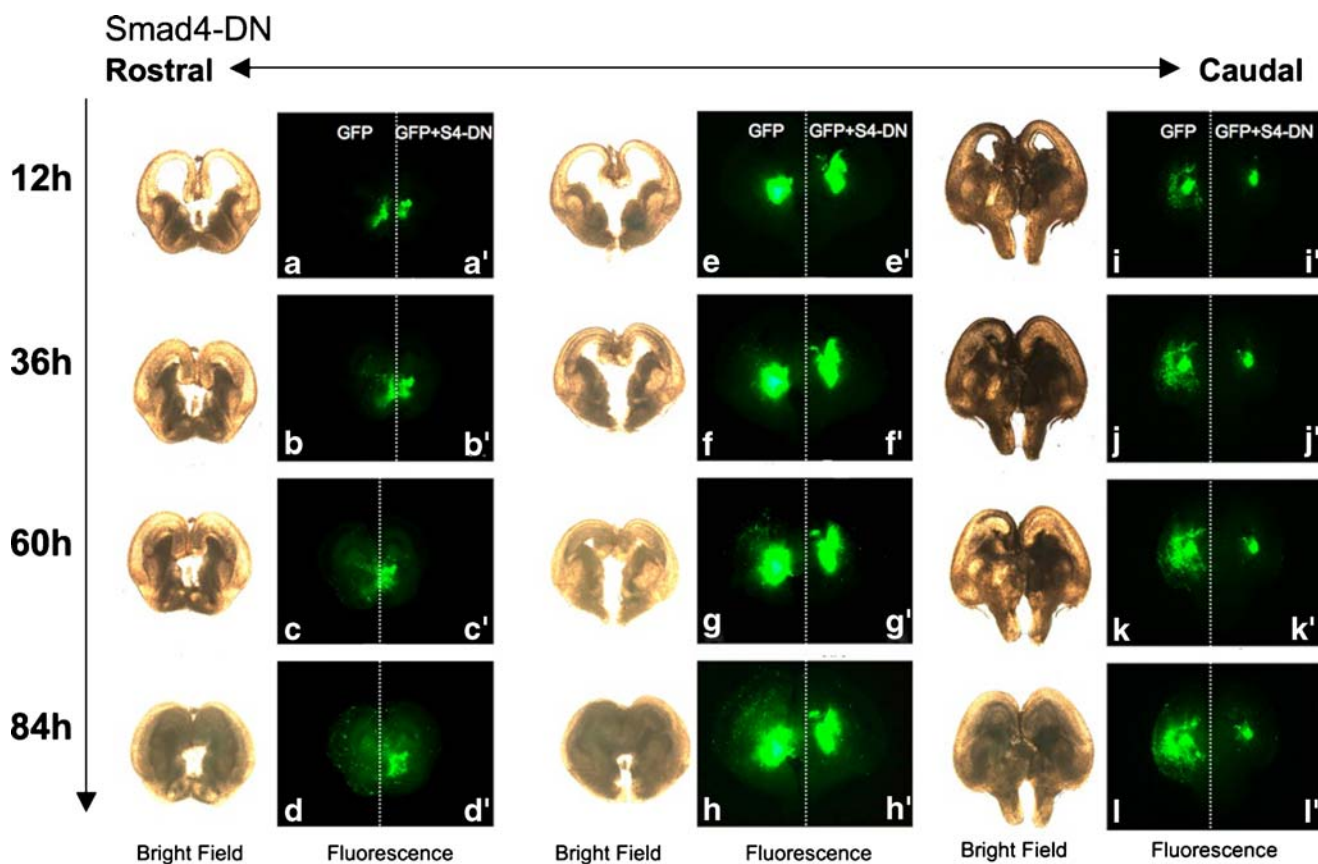 Smad4-DN
Rostral Caudal
12h
GFP GFP+S4-DN GFP GFP+S4-DN GFP GFP+S4-DN
a a' e e' i i'
36h
b b' f f' j j'
60h
c c' g g' k k'
84h
d d' h h' l l'
Bright Field Fluorescence Bright Field Fluorescence Bright Field Fluorescence